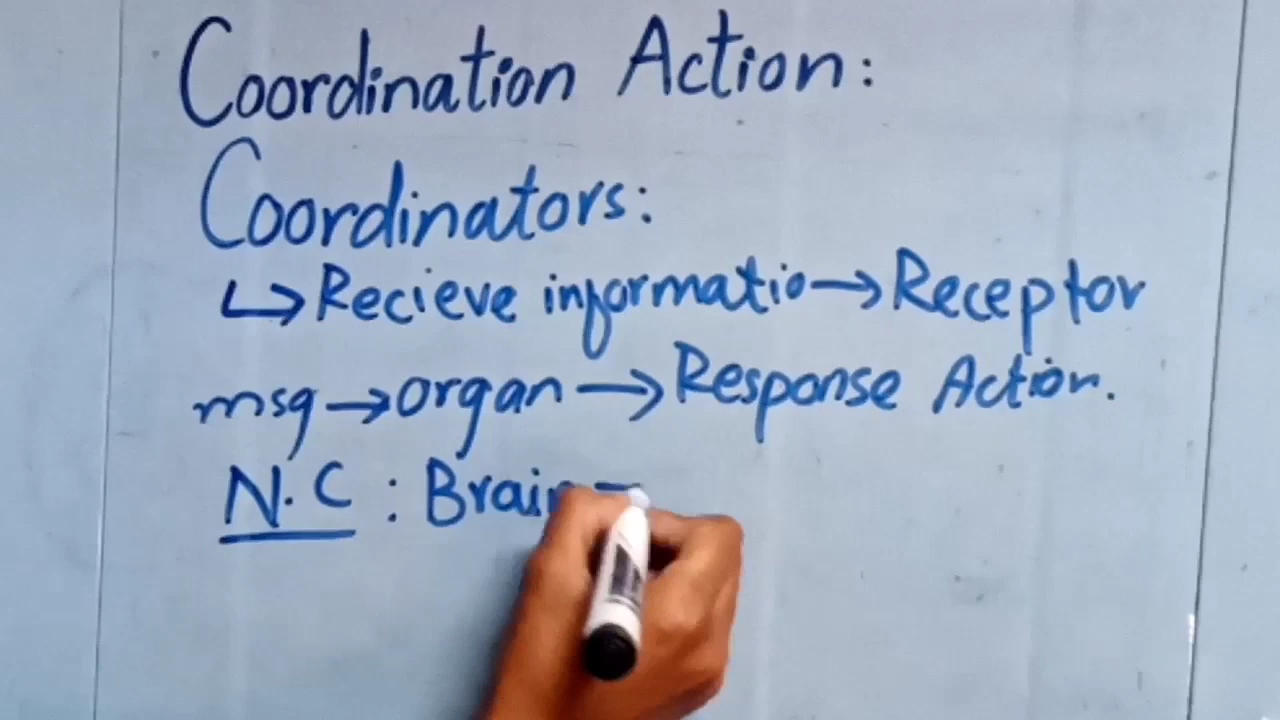 Coordination Action:
Coordinators:
↳ Recieve informatio → Receptor
msg → organ → Response Action.
N.C : Brain -